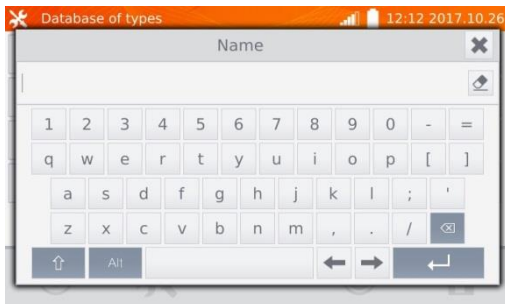 Database of types 12:12 2017.10.26
Name
1 2 3 4 5 6 7 8 9 0 - =
q w e r t y u i o p [ ]
a s d f g h j k l ; '
z x c v b n m , . /
Alt